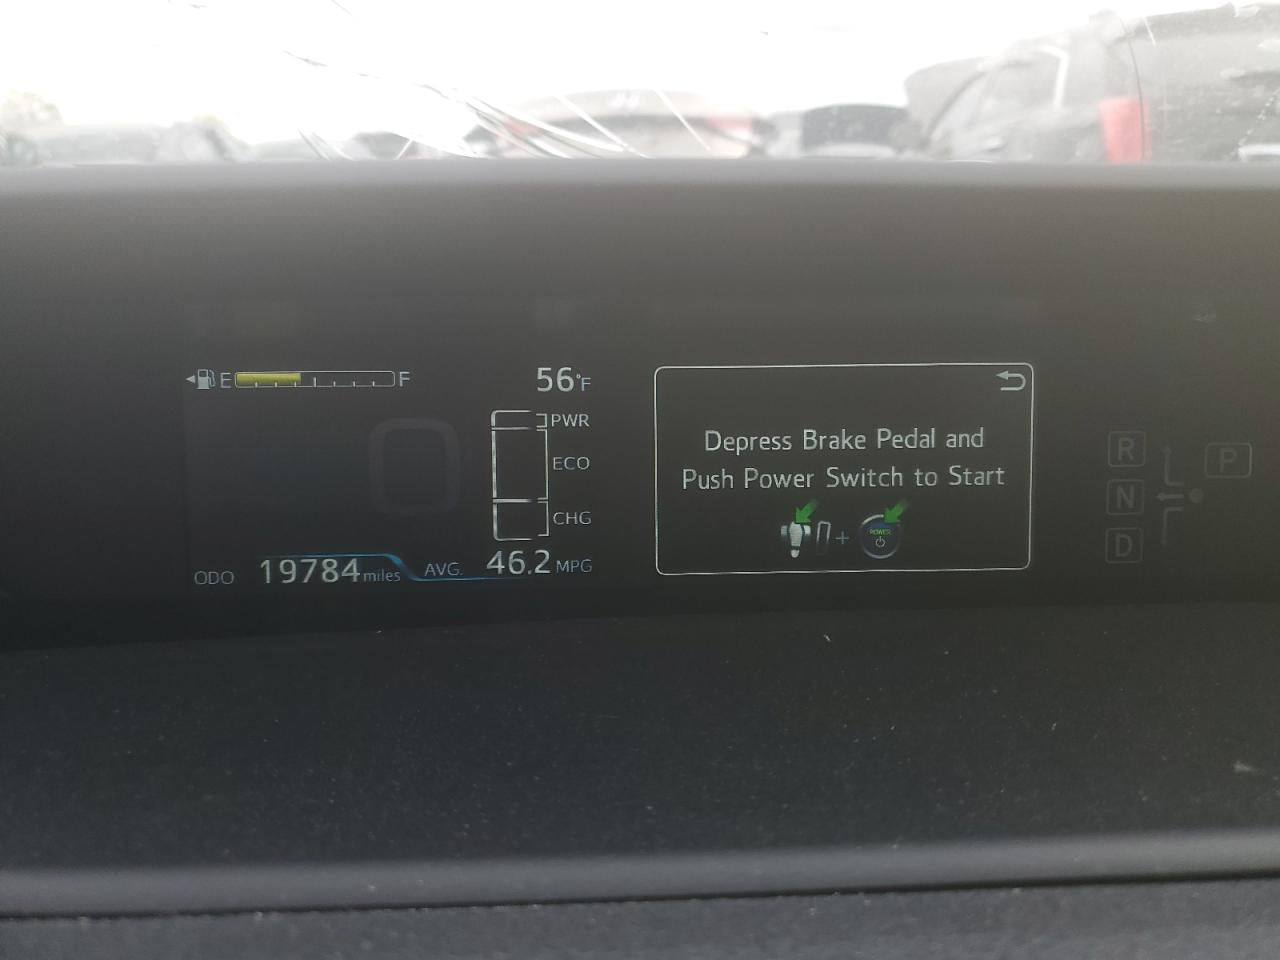 E F
56°F
PWR
ECO
CHG
ODO 19784 miles AVG. 46.2 MPG
Depress Brake Pedal and
Push Power Switch to Start
+ POWER
R
N
D
P